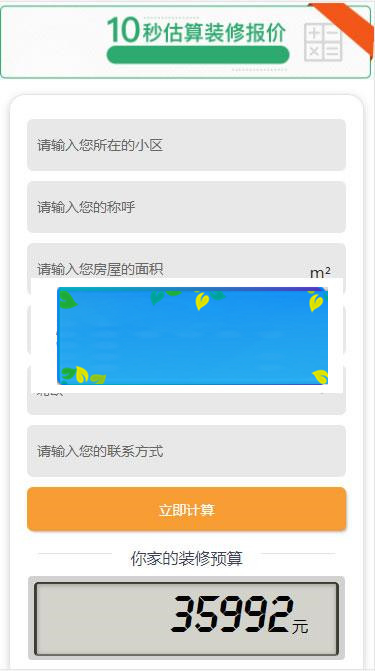 10秒估算装修报价
请输入您所在的小区
请输入您的称呼
请输入您房屋的面积
m²
请输入您的联系方式
立即计算
你家的装修预算
35992元